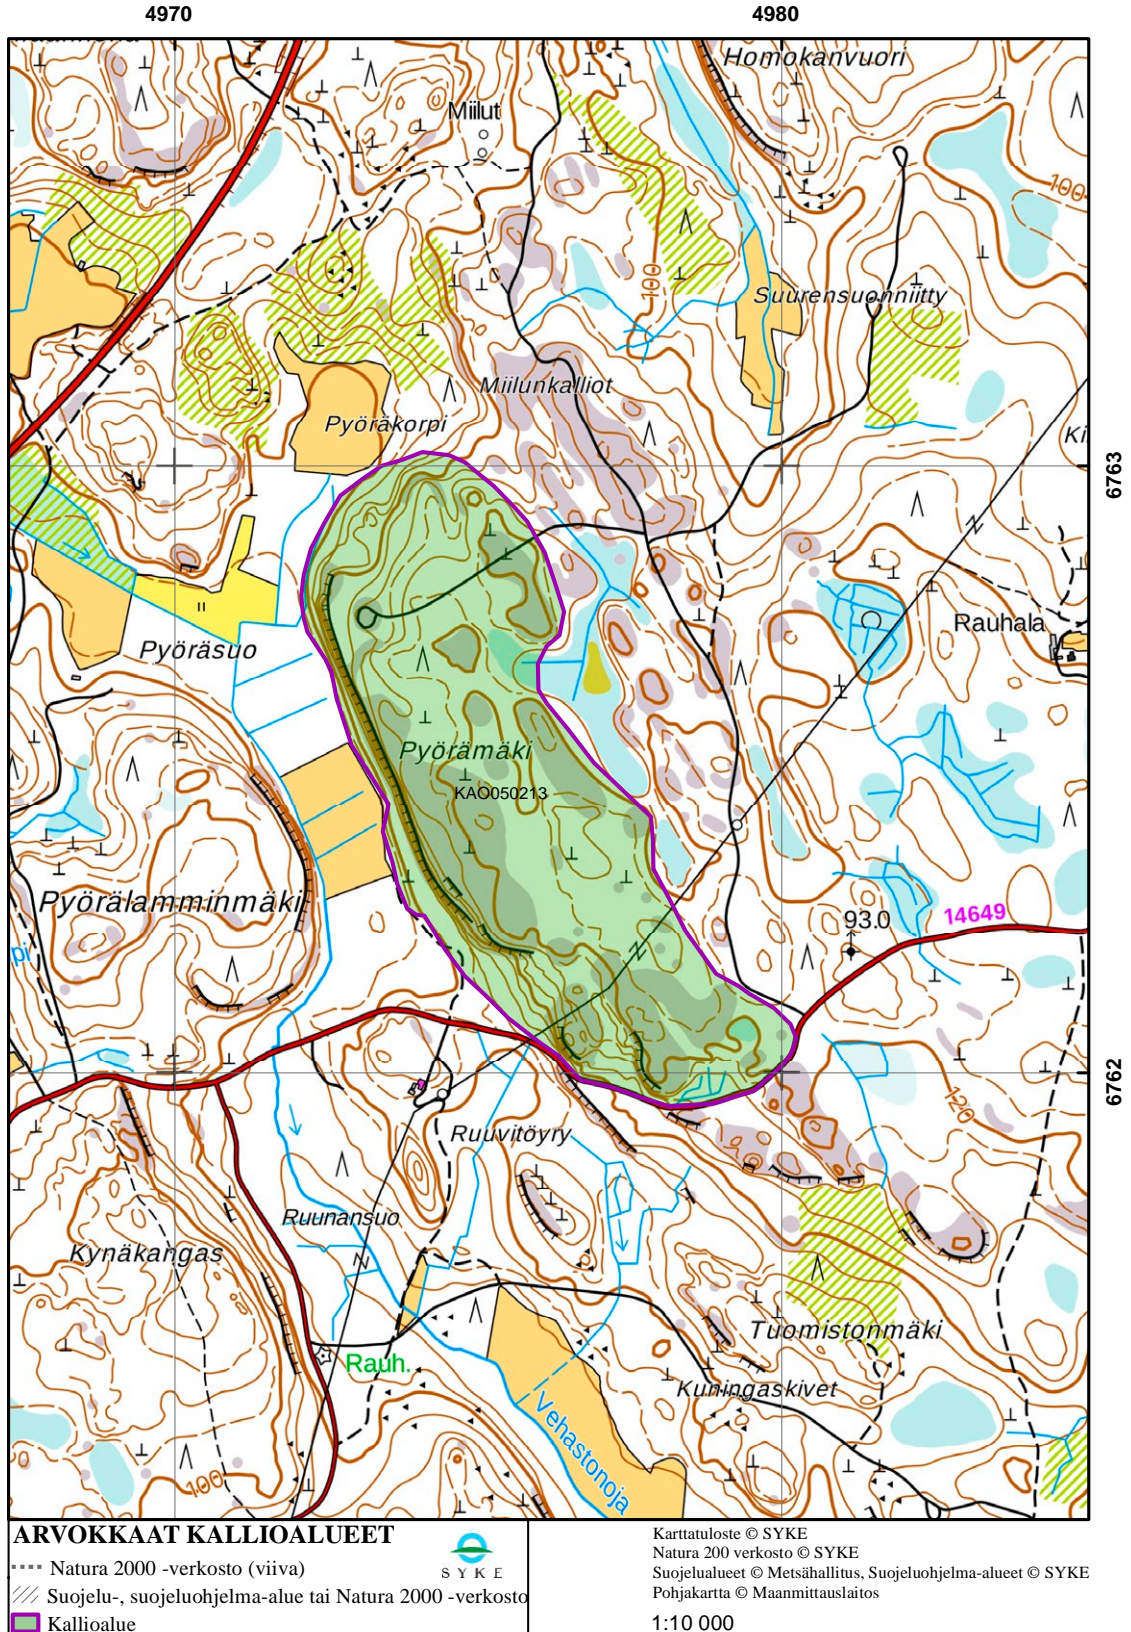 4970
4980
Homokanvuori
Miilut
100
100
Suurensuonniitty
Miilunkalliot
Pyöräkorpi
Ki
6763
Rauhala
Pyöräsuo
Pyörämäki
KAO050213
Pyörälamminmäki
14649
93.0
pi
6762
120
Ruuvitöyry
Ruunansuo
Kynäkangas
Tuomistonmäki
Rauh.
Kuningaskivet
Vehastonoja
100
ARVOKKAAT KALLIOALUEET
Natura 2000 -verkosto (viiva)
SYKE
Suojelu-, suojeluohjelma-alue tai Natura 2000 -verkosto
Kallioalue
Karttatuloste © SYKE
Natura 200 verkosto © SYKE
Suojelualueet © Metsähallitus, Suojeluohjelma-alueet © SYKE
Pohjakartta © Maanmittauslaitos
1:10 000